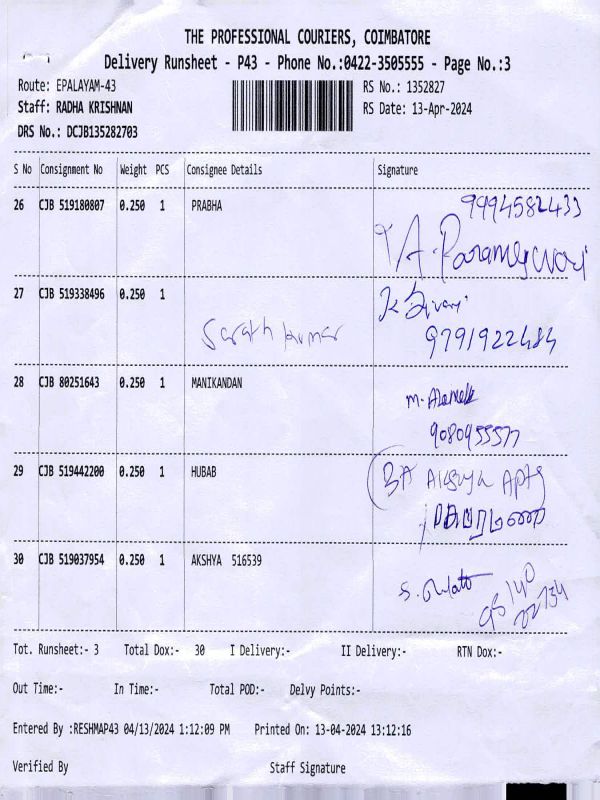 THE PROFESSIONAL COURIERS, COIMBATORE
Delivery Runsheet - P43 - Phone No.:0422-3505555 - Page No.:3
Route: EPALAYAM-43 RS No.: 1352827
Staff: RADHA KRISHNAN RS Date: 13-Apr-2024
DRS No.: DCJB135282703
S No Consignment No Weight PCS Consignee Details Signature
26 CJB 519180807 0.250 1 PRABHA 9994582433
27 CJB 519338496 0.250 1
Sarath kumar 9791922484
28 CJB 80251643 0.250 1 MANIKANDAN
9080955577
29 CJB 519442200 0.250 1 HUBAB
30 CJB 519037954 0.250 1 AKSHYA 516539
Tot. Runsheet:- 3 Total Dox:- 30 I Delivery:- II Delivery:- RTN Dox:-
Out Time:- In Time:- Total POD:- Delvy Points:-
Entered By :RESHMAP43 04/13/2024 1:12:09 PM Printed On: 13-04-2024 13:12:16
Verified By Staff Signature